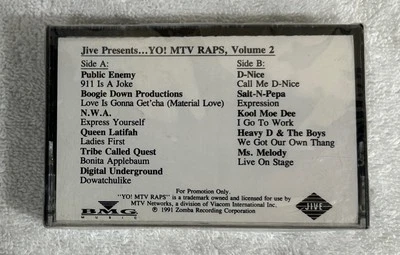 Jive Presents...YO! MTV RAPS, Volume 2
Side A:
Public Enemy
911 Is A Joke
Boogie Down Productions
Love Is Gonna Get'cha (Material Love)
N.W.A.
Express Yourself
Queen Latifah
Ladies First
Tribe Called Quest
Bonita Applebaum
Digital Underground
Dowatchulike
Side B:
D-Nice
Call Me D-Nice
Salt-N-Pepa
Expression
Kool Moe Dee
I Go To Work
Heavy D & The Boys
We Got Our Own Thang
Ms. Melody
Live On Stage
For Promotion Only.
"YO! MTV RAPS" is a trademark owned and licensed for use by
MTV Networks, a division of Viacom International Inc.
℗ 1991 Zomba Recording Corporation
BMG
MUSIC
JIVE